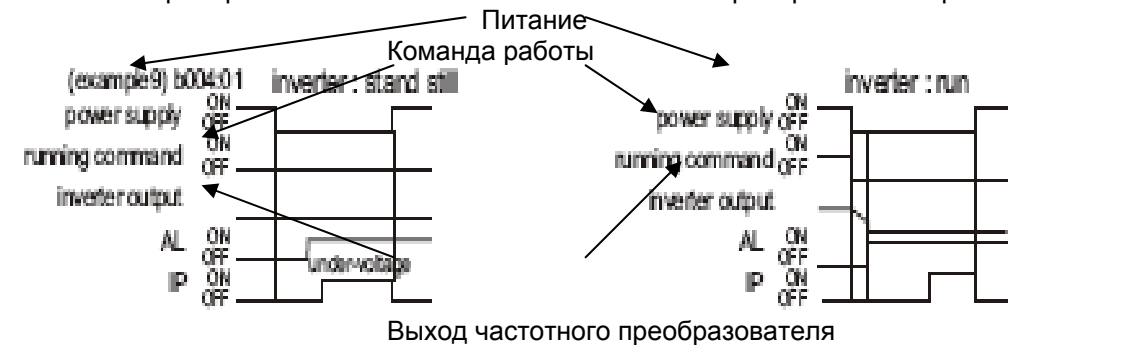 Питание
Команда работы
(example9) b004:01 inverter : stand still
power supply ON
OFF
running command ON
OFF
inverter output
AL ON
OFF
under-voltage
IP ON
OFF
inverter : run
power supply ON
OFF
running command ON
OFF
inverter output
AL ON
OFF
IP ON
OFF
Выход частотного преобразователя